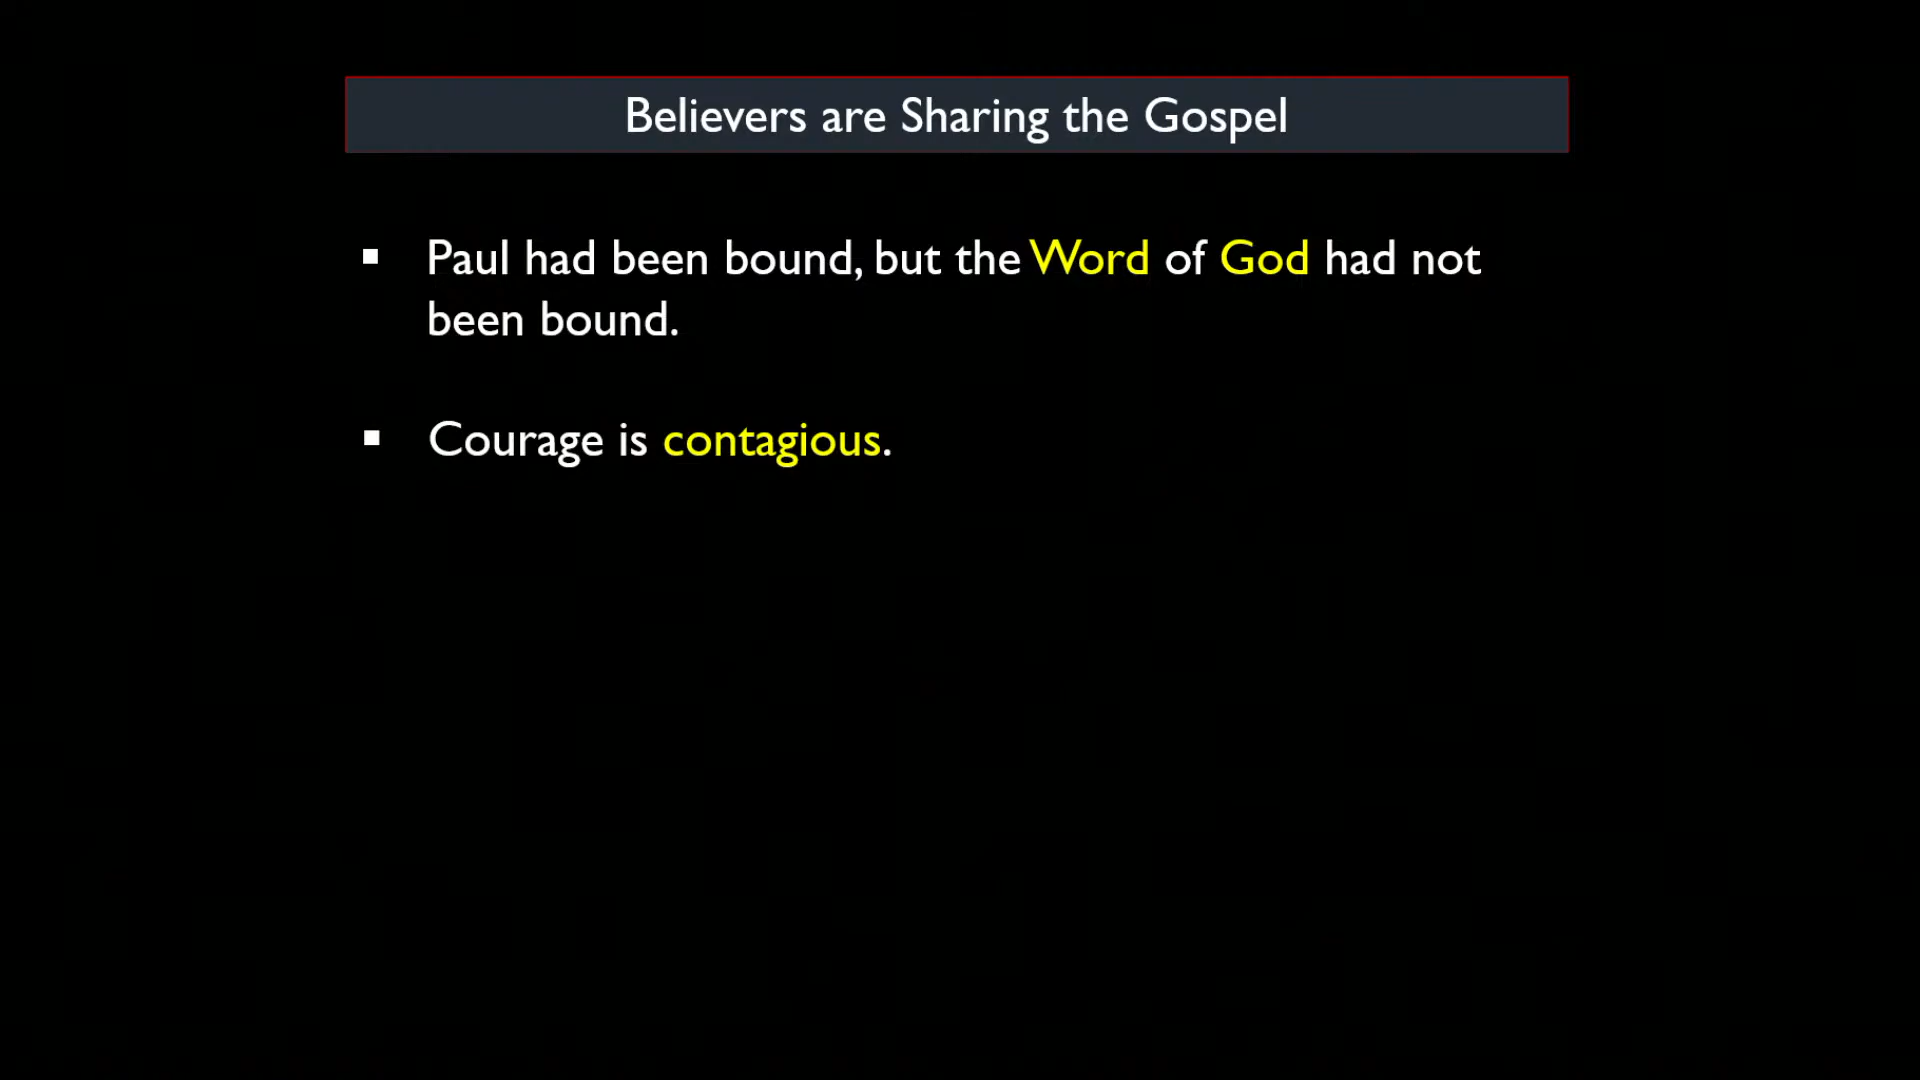 Believers are Sharing the Gospel
▪ Paul had been bound, but the Word of God had not
been bound.
▪ Courage is contagious.